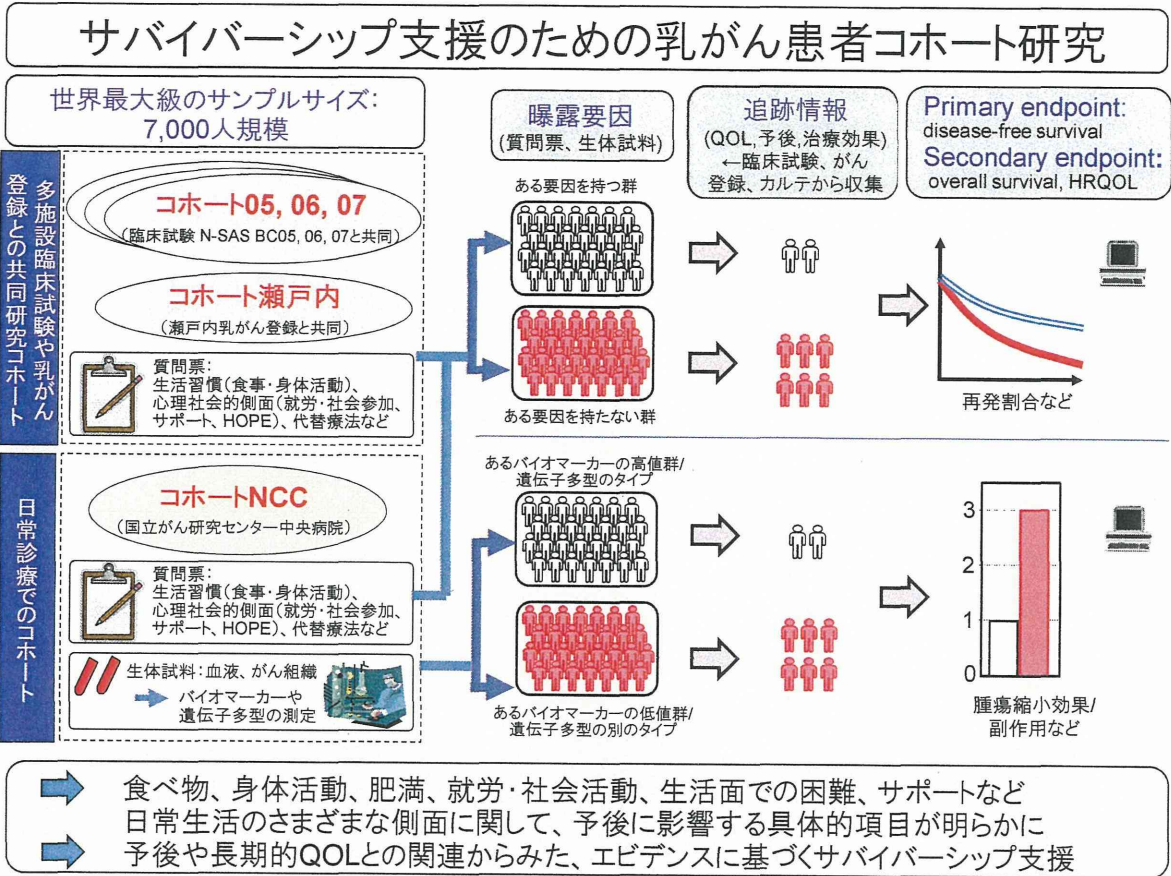 サバイバーシップ支援のための乳がん患者コホート研究
世界最大級のサンプルサイズ:
7,000人規模
多施設臨床試験や乳がん
登録との共同研究コホート
コホート05, 06, 07
(臨床試験 N-SAS BC05, 06, 07と共同)
コホート瀬戸内
(瀬戸内乳がん登録と共同)
質問票:
生活習慣(食事・身体活動)、
心理社会的側面(就労・社会参加、
サポート、HOPE)、代替療法など
日常診療でのコホート
コホートNCC
(国立がん研究センター中央病院)
質問票:
生活習慣(食事・身体活動)、
心理社会的側面(就労・社会参加、
サポート、HOPE)、代替療法など
生体試料:血液、がん組織
バイオマーカーや
遺伝子多型の測定
曝露要因
(質問票、生体試料)
ある要因を持つ群
ある要因を持たない群
あるバイオマーカーの高値群/
遺伝子多型のタイプ
あるバイオマーカーの低値群/
遺伝子多型の別のタイプ
追跡情報
(QOL,予後,治療効果)
←臨床試験、がん
登録、カルテから収集
Primary endpoint:
disease-free survival
Secondary endpoint:
overall survival, HRQOL
再発割合など
3
2
1
0
腫瘍縮小効果/
副作用など
食べ物、身体活動、肥満、就労・社会活動、生活面での困難、サポートなど
日常生活のさまざまな側面に関して、予後に影響する具体的項目が明らかに
予後や長期的QOLとの関連からみた、エビデンスに基づくサバイバーシップ支援